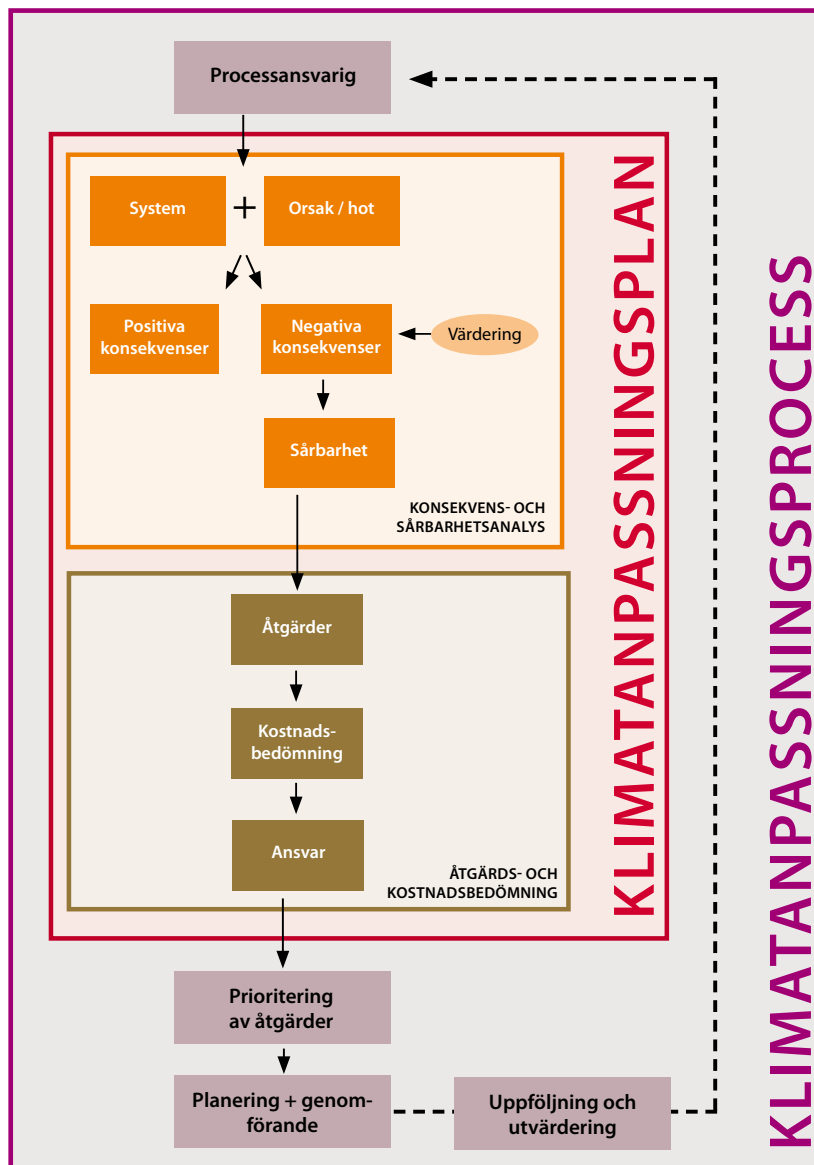 Processansvarig
System
+
Orsak / hot
Positiva
konsekvenser
Negativa
konsekvenser
Värdering
Sårbarhet
KONSEKVENS- OCH
SÅRBARHETSANALYS
Åtgärder
Kostnads-
bedömning
Ansvar
ÅTGÄRDS- OCH
KOSTNADSBEDÖMNING
KLIMATANPASSNINGSPLAN
Prioritering
av åtgärder
Planering + genom-
förande
Uppföljning och
utvärdering
KLIMATANPASSNINGSPROCESS